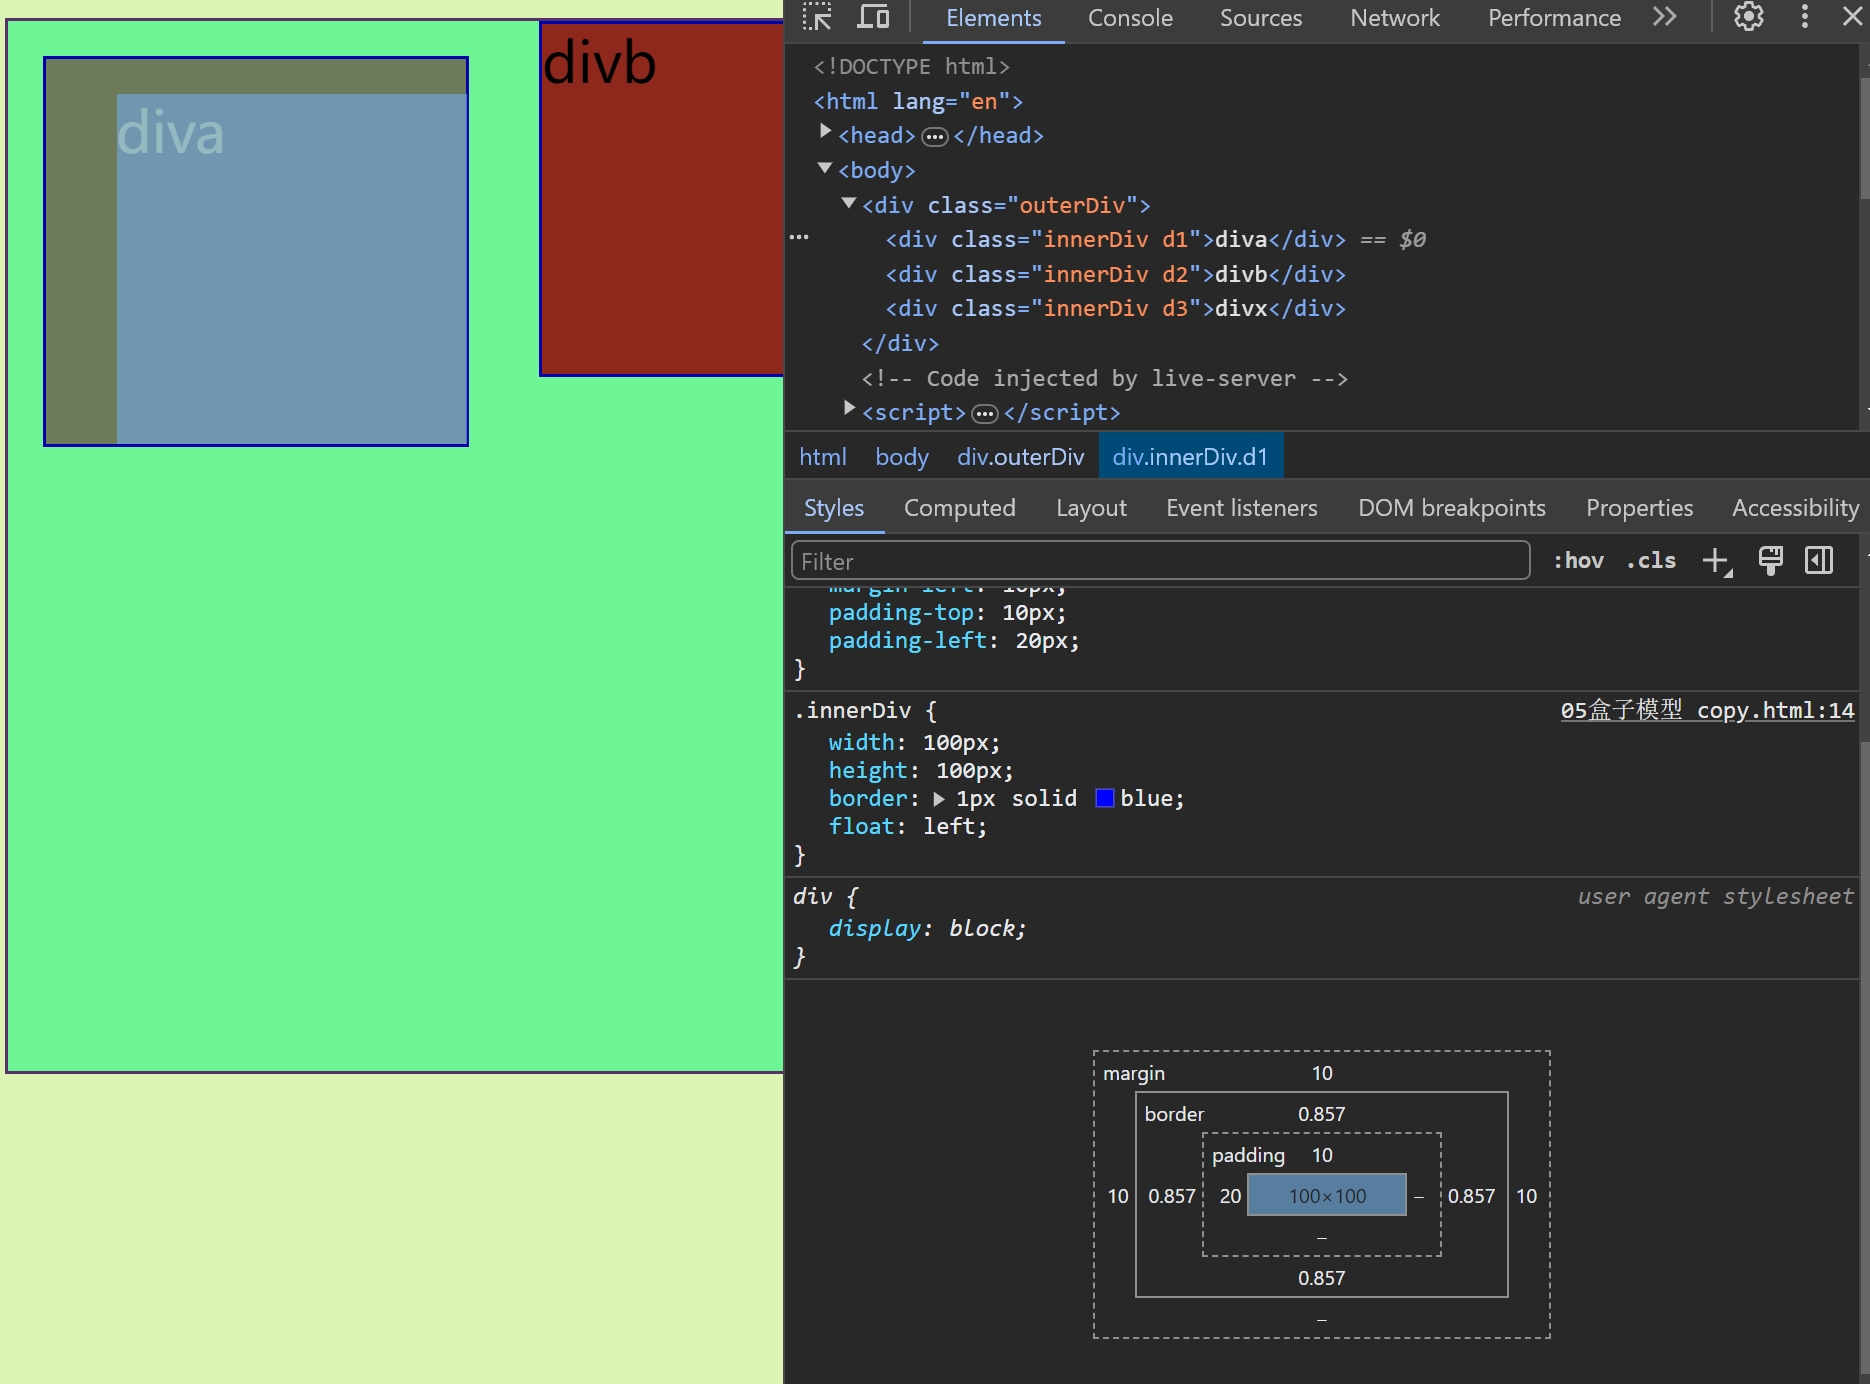 diva
divb
Elements Console Sources Network Performance
<!DOCTYPE html>
<html lang="en">
<head> ••• </head>
<body>
<div class="outerDiv">
••• <div class="innerDiv d1">diva</div> == $0
<div class="innerDiv d2">divb</div>
<div class="innerDiv d3">divx</div>
</div>
<!-- Code injected by live-server -->
<script> ••• </script>
html body div.outerDiv div.innerDiv.d1
Styles Computed Layout Event listeners DOM breakpoints Properties Accessibility
Filter :hov .cls
margin-left: 10px;
padding-top: 10px;
padding-left: 20px;
}
.innerDiv { 05盒子模型 copy.html:14
width: 100px;
height: 100px;
border: 1px solid blue;
float: left;
}
div { user agent stylesheet
display: block;
}
margin 10
border 0.857
padding 10
10 0.857 20 100×100 – 0.857 10
–
0.857
–